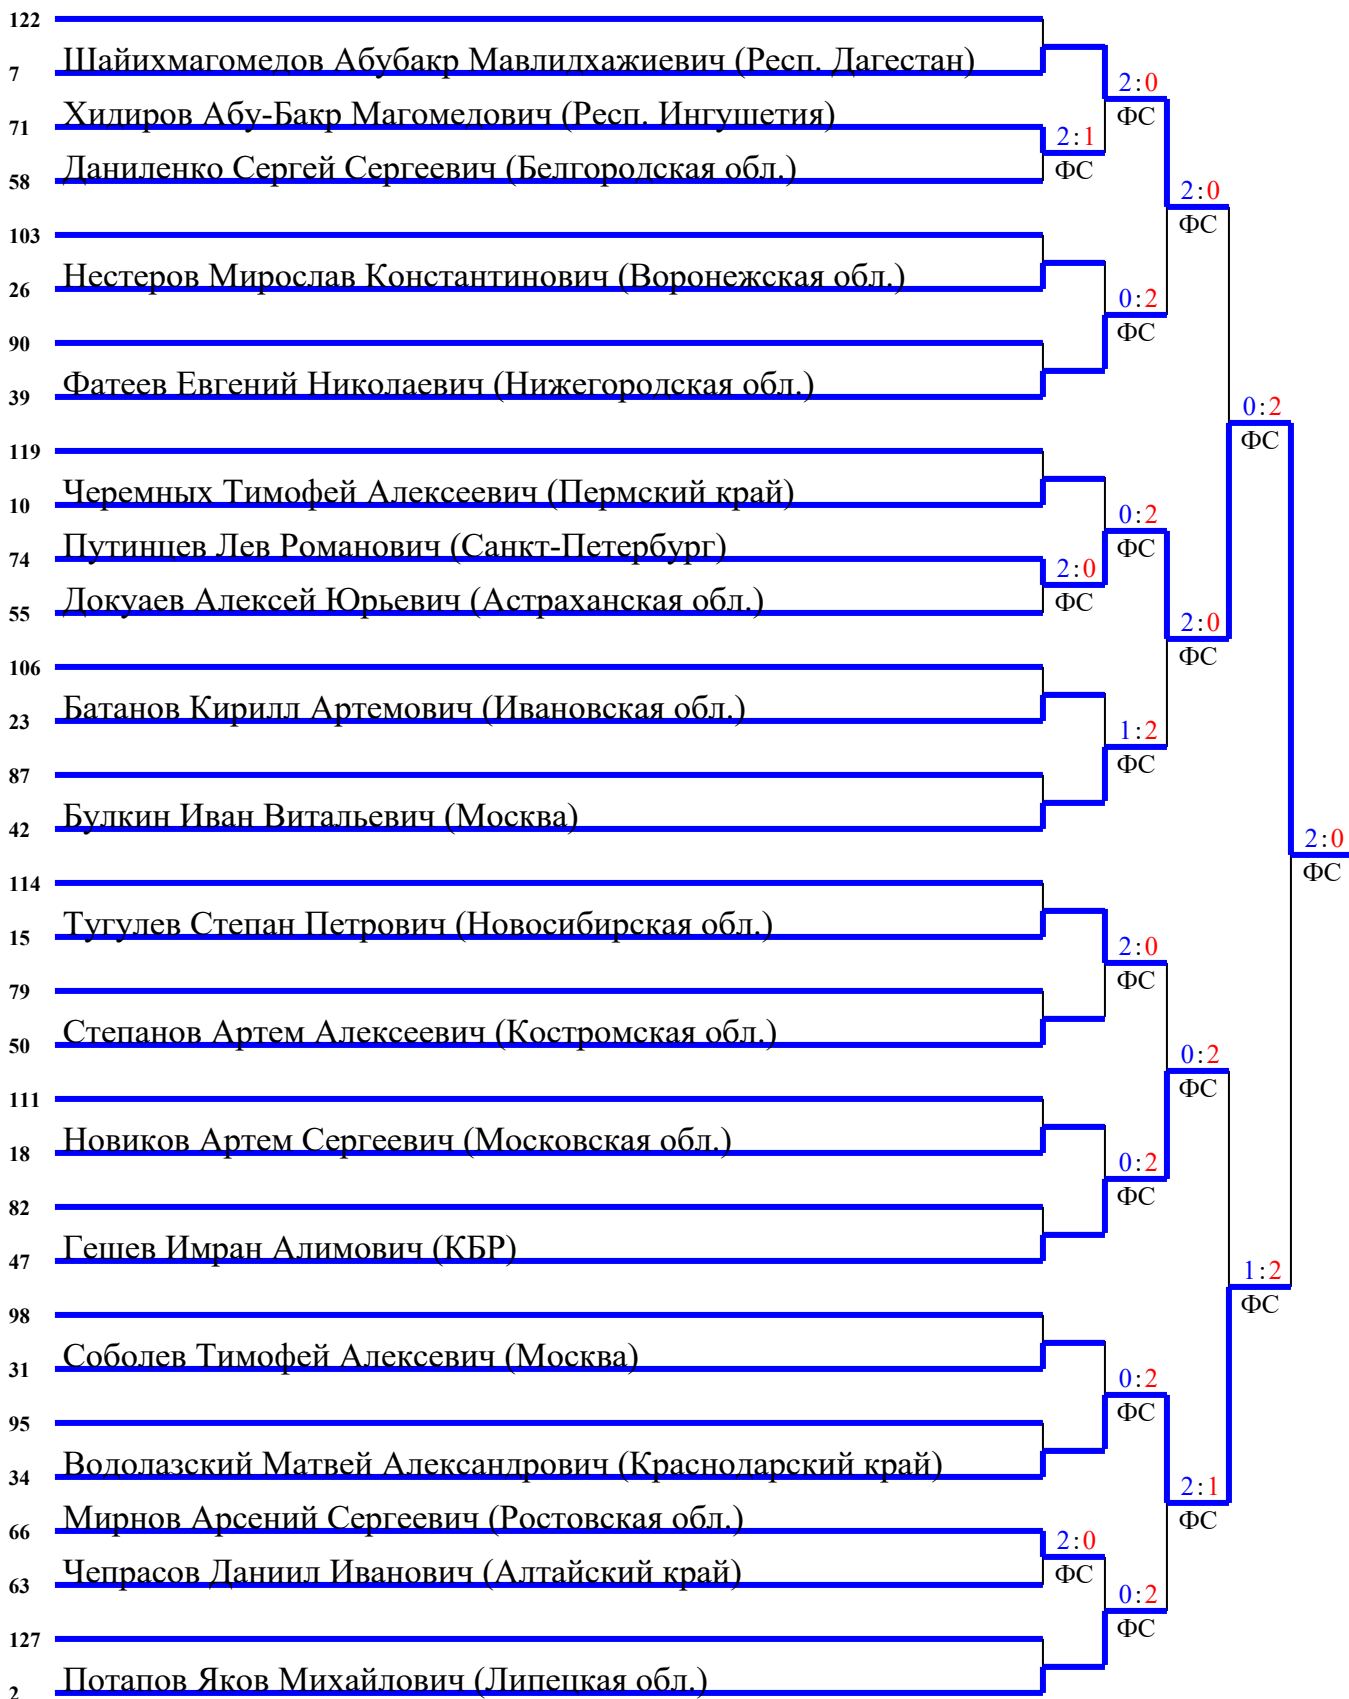 122
Шайихмагомедов Абубакр Мавлидхажиевич (Респ. Дагестан)
7
2:0
ФС
Хидиров Абу-Бакр Магомедович (Респ. Ингушетия)
71
2:1
ФС
Даниленко Сергей Сергеевич (Белгородская обл.)
58
2:0
ФС
103
Нестеров Мирослав Константинович (Воронежская обл.)
26
0:2
ФС
90
Фатеев Евгений Николаевич (Нижегородская обл.)
39
0:2
ФС
119
Черемных Тимофей Алексеевич (Пермский край)
10
0:2
ФС
Путинцев Лев Романович (Санкт-Петербург)
74
2:0
ФС
Докуаев Алексей Юрьевич (Астраханская обл.)
55
2:0
ФС
106
Батанов Кирилл Артемович (Ивановская обл.)
23
1:2
ФС
87
Булкин Иван Витальевич (Москва)
42
2:0
ФС
114
Тугулев Степан Петрович (Новосибирская обл.)
15
2:0
ФС
79
Степанов Артем Алексеевич (Костромская обл.)
50
0:2
ФС
111
Новиков Артем Сергеевич (Московская обл.)
18
0:2
ФС
82
Гешев Имран Алимович (КБР)
47
1:2
ФС
98
Соболев Тимофей Алексевич (Москва)
31
0:2
ФС
95
Водолазский Матвей Александрович (Краснодарский край)
34
2:1
ФС
Мирнов Арсений Сергеевич (Ростовская обл.)
66
2:0
ФС
Чепрасов Даниил Иванович (Алтайский край)
63
0:2
ФС
127
Потапов Яков Михайлович (Липецкая обл.)
2